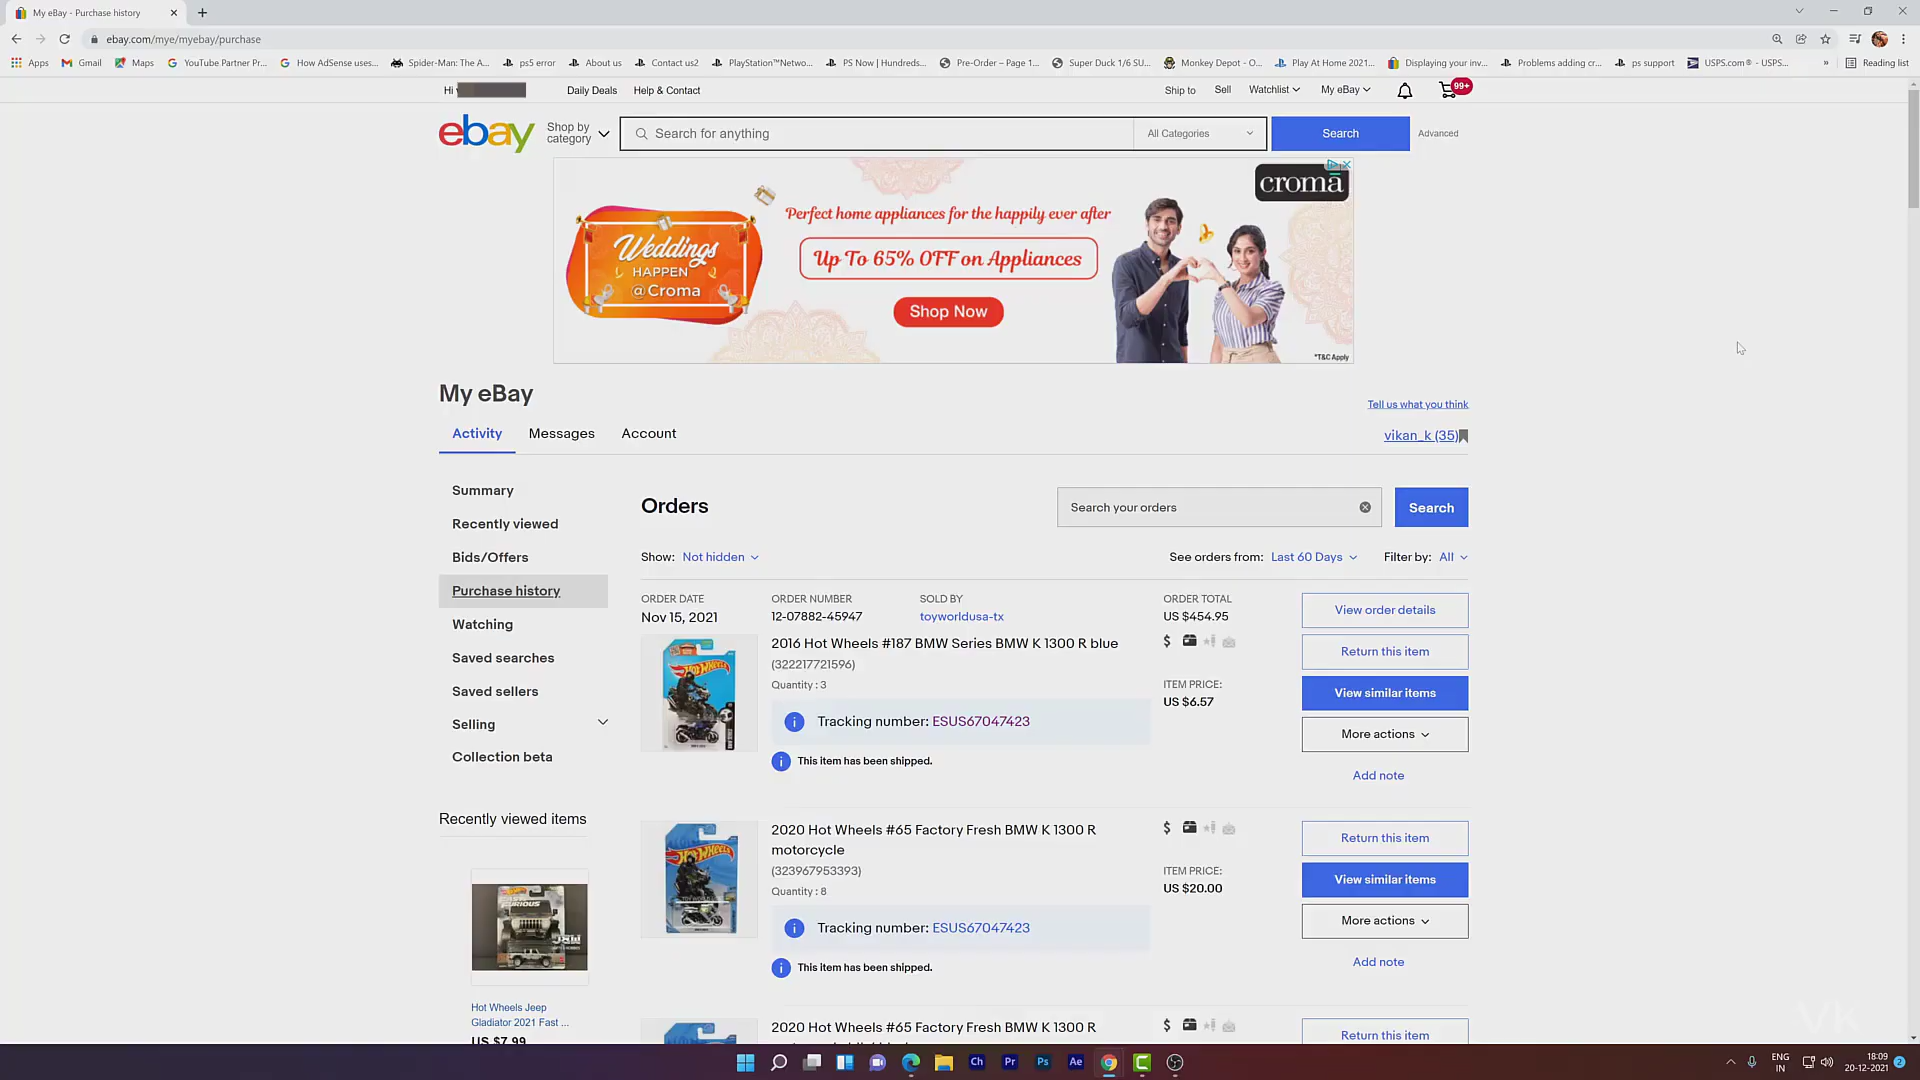 My eBay - Purchase history
ebay.com/mye/myebay/purchase
Apps Gmail Maps YouTube Partner Pr... How AdSense uses... Spider-Man: The A... ps5 error About us Contact us2 PlayStation™Netwo... PS Now | Hundreds... Pre-Order – Page 1... Super Duck 1/6 SU... Monkey Depot - O... Play At Home 2021... Displaying your inv... Problems adding cr... ps support USPS.com® - USPS... » Reading list
Hi Daily Deals Help & Contact Ship to Sell Watchlist My eBay 99+
ebay Shop by category Search for anything All Categories Search Advanced
croma
Weddings
HAPPEN
@ Croma
Perfect home appliances for the happily ever after
Up To 65% OFF on Appliances
Shop Now
*T&C Apply
My eBay
Tell us what you think
Activity Messages Account vikan_k (35)
Summary
Recently viewed
Bids/Offers
Purchase history
Watching
Saved searches
Saved sellers
Selling
Collection beta
Recently viewed items
FAST FURIOUS
Hot Wheels Jeep
Gladiator 2021 Fast ...
US $7.99
Orders Search your orders Search
Show: Not hidden See orders from: Last 60 Days Filter by: All
ORDER DATE ORDER NUMBER SOLD BY ORDER TOTAL
Nov 15, 2021 12-07882-45947 toyworldusa-tx US $454.95
View order details
Hot Wheels
2016 Hot Wheels #187 BMW Series BMW K 1300 R blue
(322217721596)
Quantity : 3
Tracking number: ESUS67047423
This item has been shipped.
ITEM PRICE:
US $6.57
Return this item
View similar items
More actions
Add note
Hot Wheels
2020 Hot Wheels #65 Factory Fresh BMW K 1300 R
motorcycle
(323967953393)
Quantity : 8
Tracking number: ESUS67047423
This item has been shipped.
ITEM PRICE:
US $20.00
Return this item
View similar items
More actions
Add note
2020 Hot Wheels #65 Factory Fresh BMW K 1300 R
Return this item
Vk
Ch Pr Ps Ae
ENG
IN
18:09
20-12-2021
2